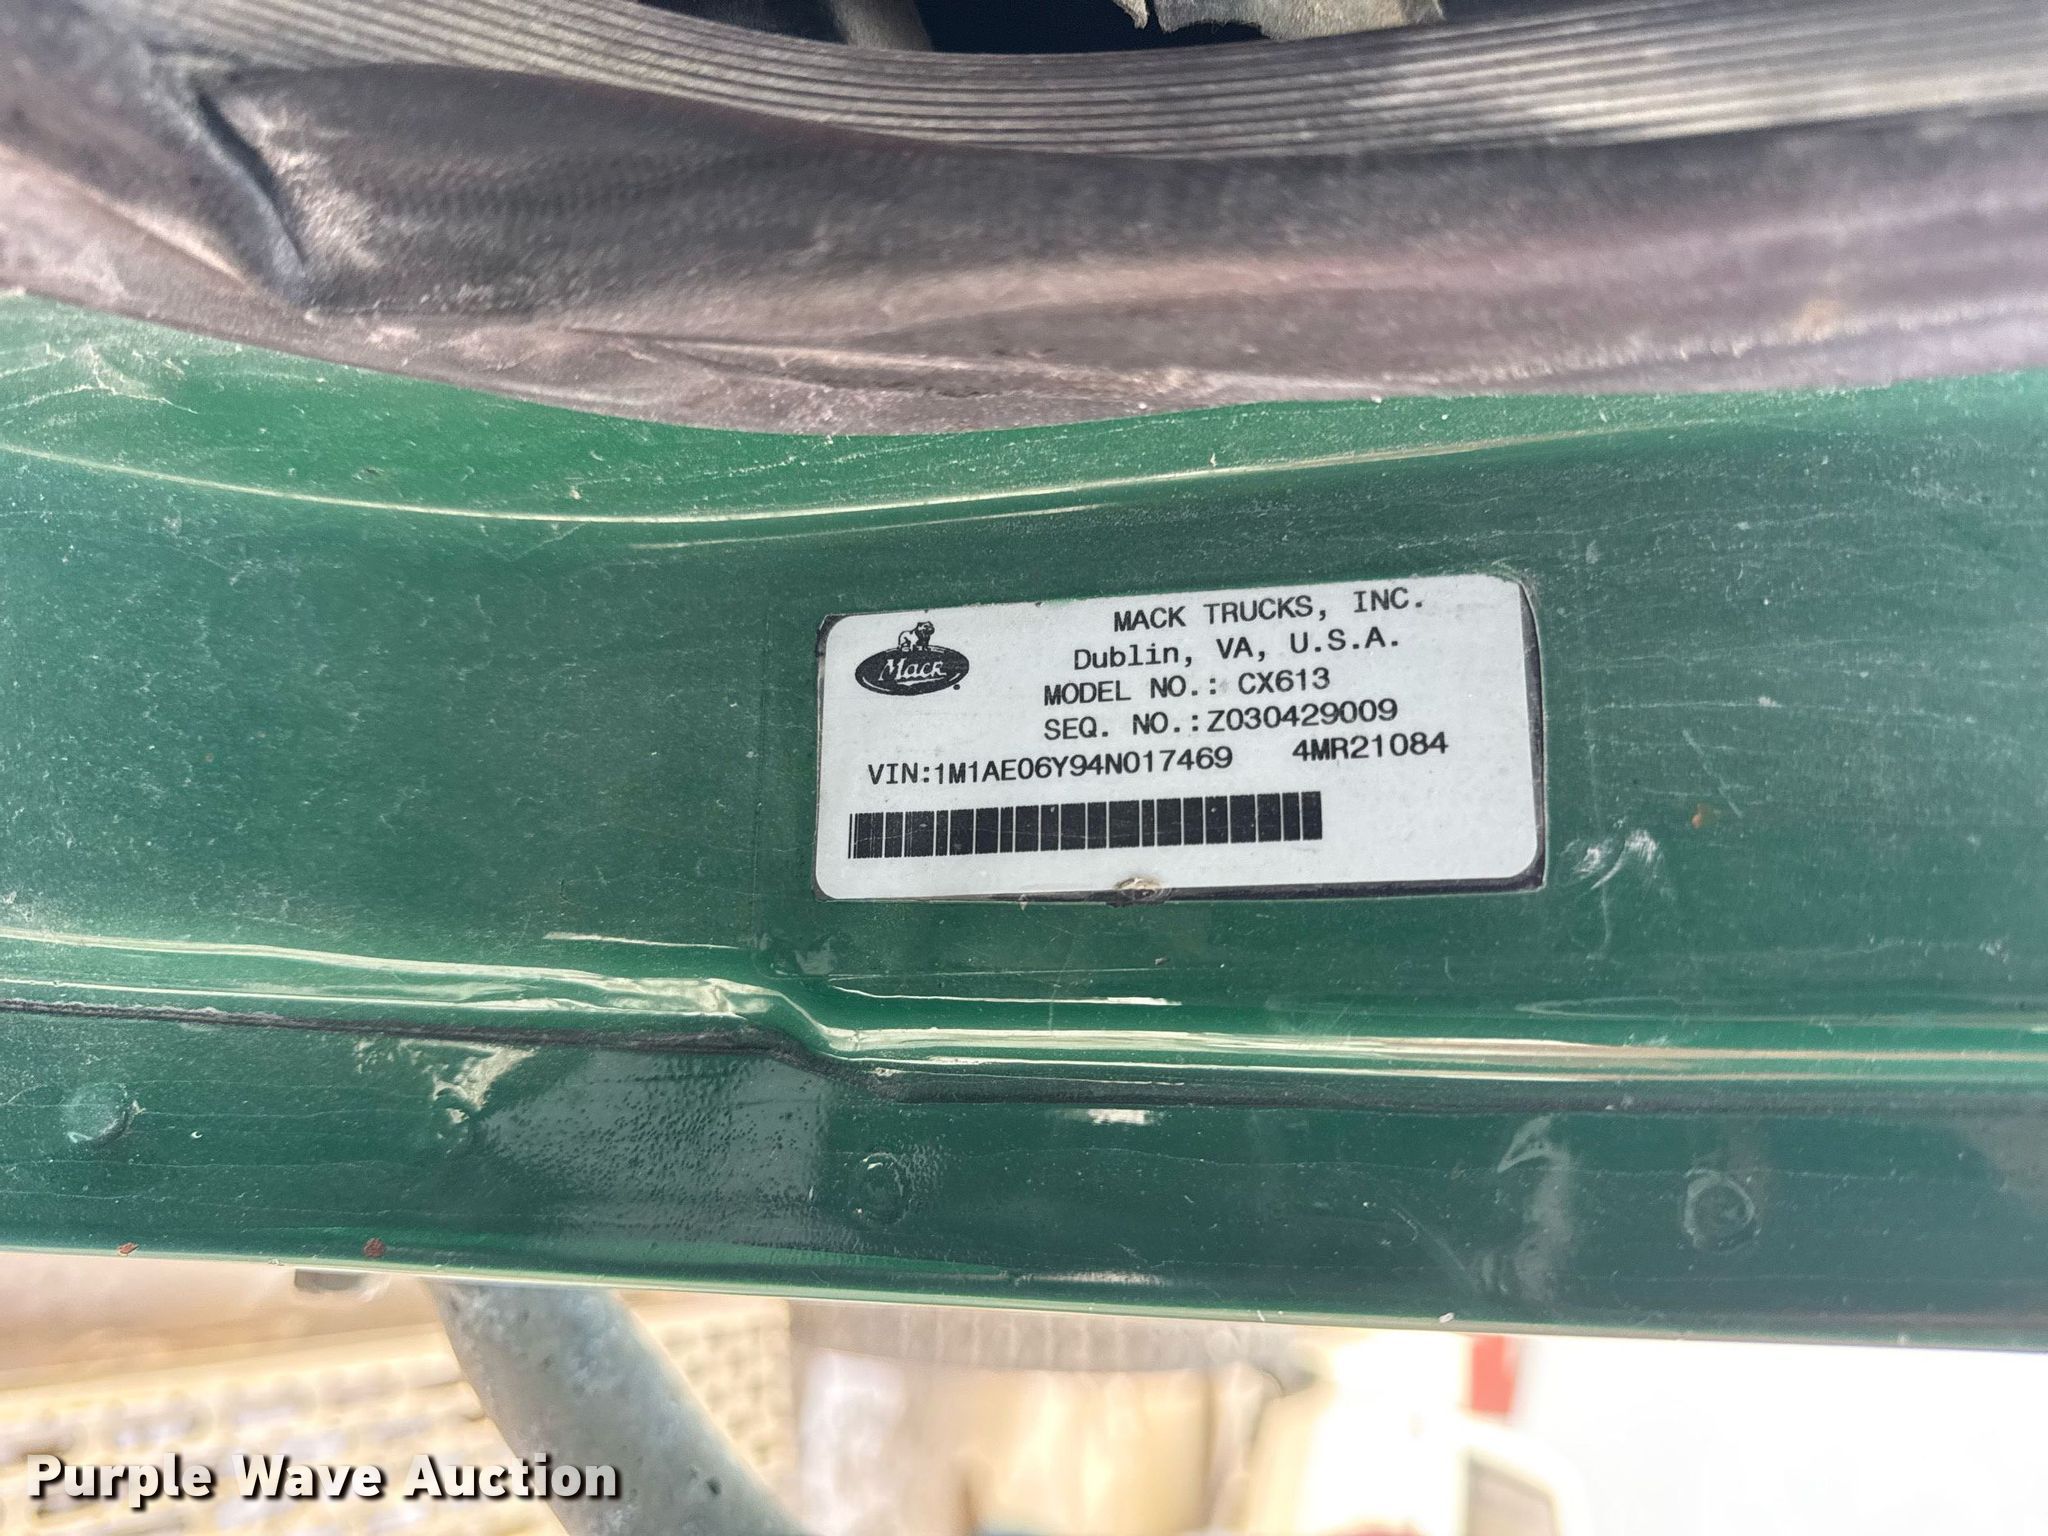 MACK TRUCKS, INC.
Dublin, VA, U.S.A.
Mack
MODEL NO.: CX613
SEQ. NO.:Z030429009
VIN:1M1AE06Y94N017469 4MR21084
Purple Wave Auction